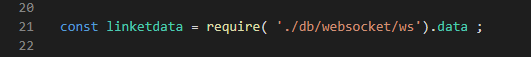 20
21 const linketdata = require( './db/websocket/ws').data ;
22